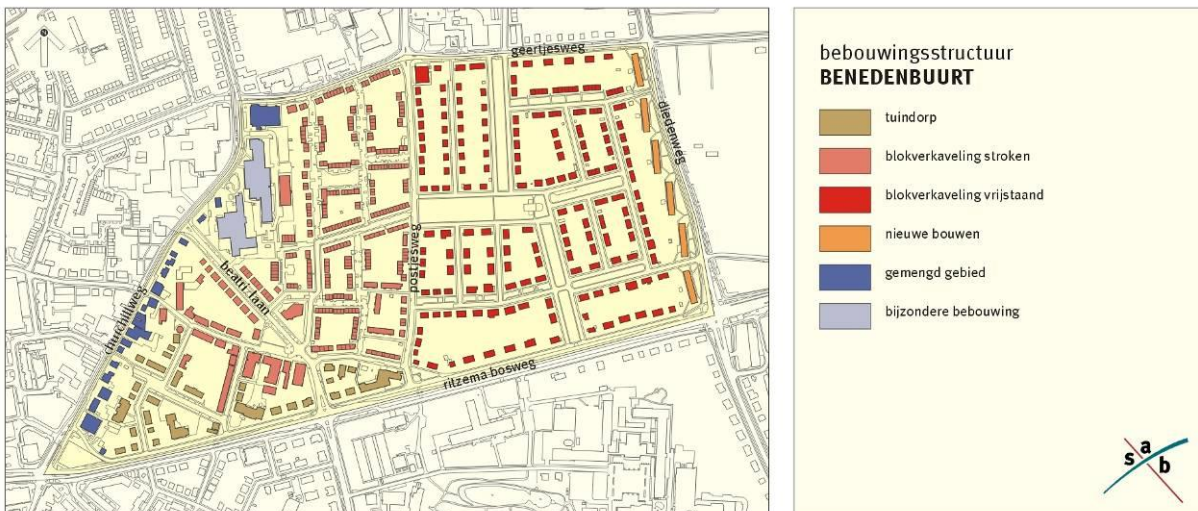 geertjesweg
diedenweg
postjesweg
beatrixlaan
churchillweg
ritzema bosweg
bebouwingsstructuur
BENEDENBUURT
tuindorp
blokverkaveling stroken
blokverkaveling vrijstaand
nieuwe bouwen
gemengd gebied
bijzondere bebouwing
s a b